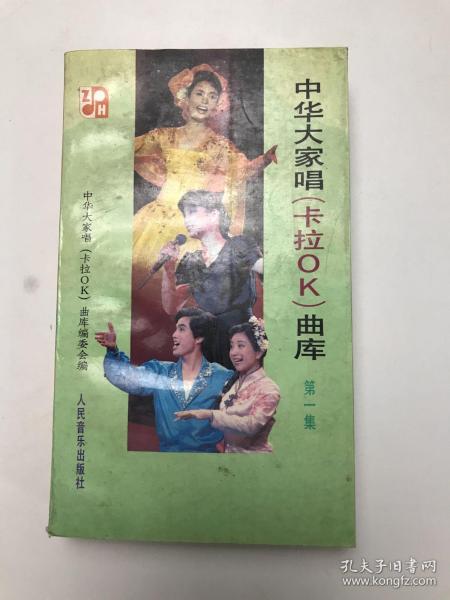 Z H
中华大家唱（卡拉OK）曲库
第一集
中华大家唱（卡拉OK）曲库编委会编
人民音乐出版社
孔夫子旧书网
www.kongfz.com